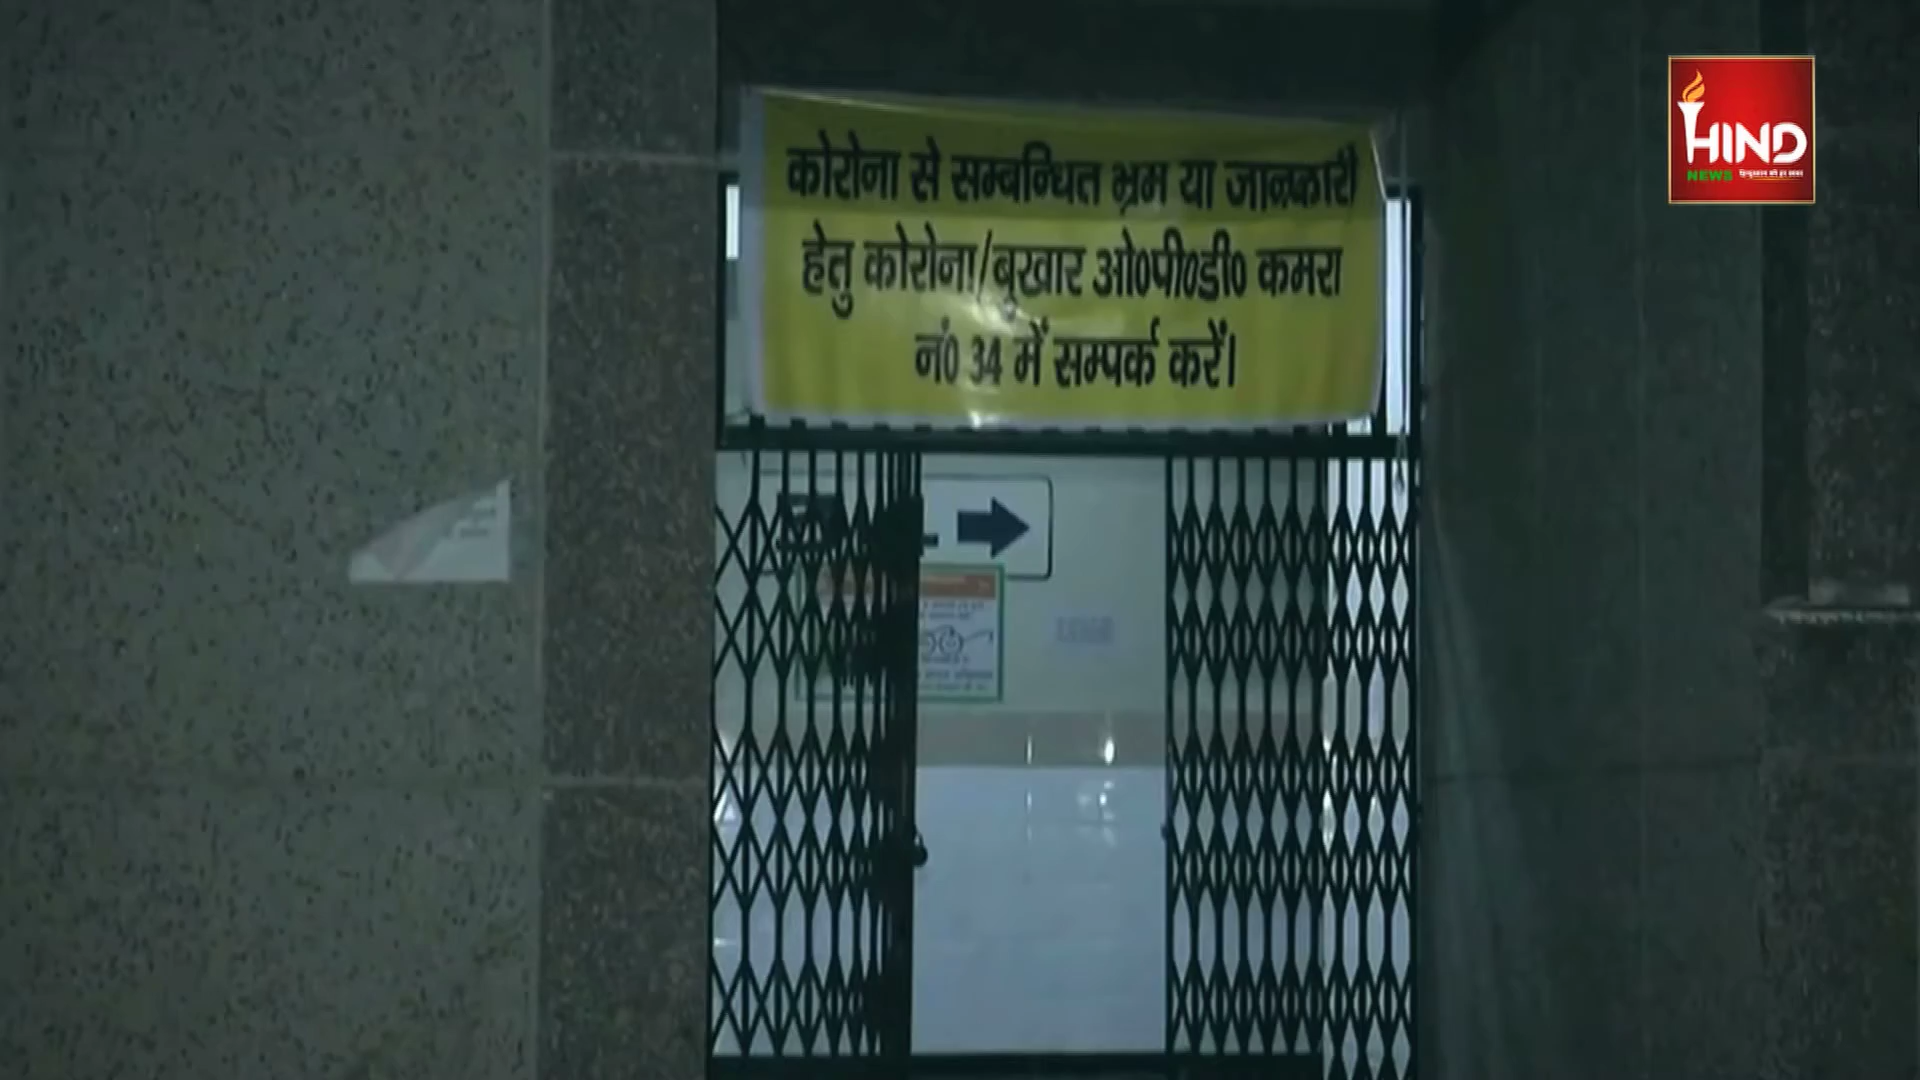 कोरोना से सम्बन्धित भ्रम या जानकारी
हेतु कोरोना/बुखार ओ0पी0डी0 कमरा
नं0 34 में सम्पर्क करें।
HIND
NEWS